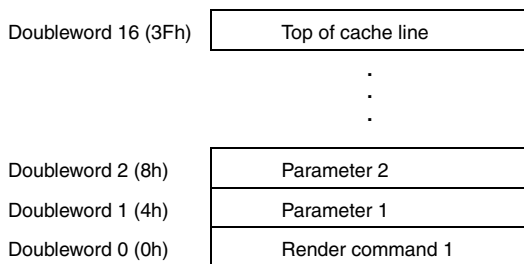 Doubleword 16 (3Fh) Top of cache line
.
.
.
Doubleword 2 (8h) Parameter 2
Doubleword 1 (4h) Parameter 1
Doubleword 0 (0h) Render command 1